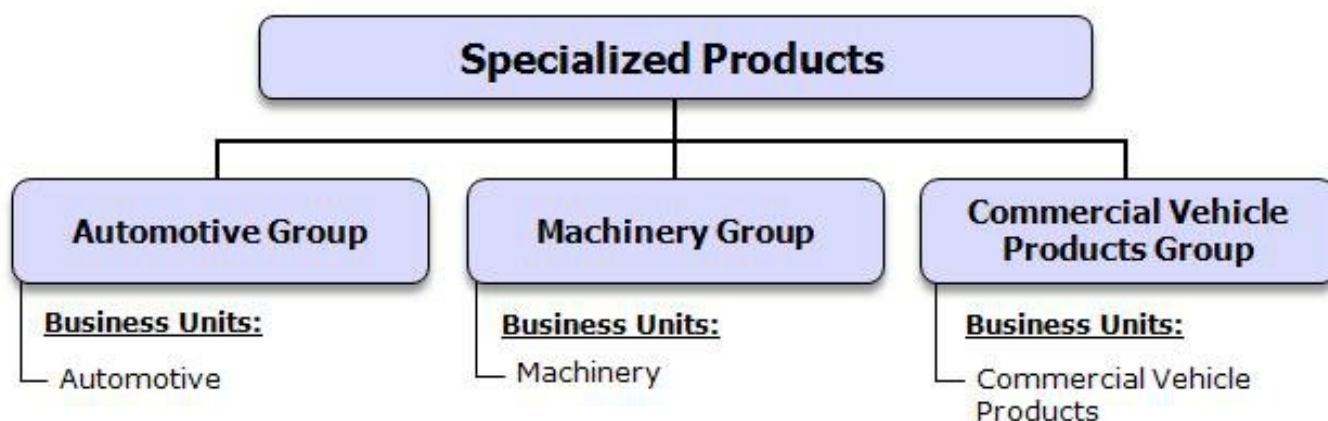 Specialized Products
Automotive Group
Machinery Group
Commercial Vehicle
Products Group
Business Units:
Automotive
Business Units:
Machinery
Business Units:
Commercial Vehicle
Products